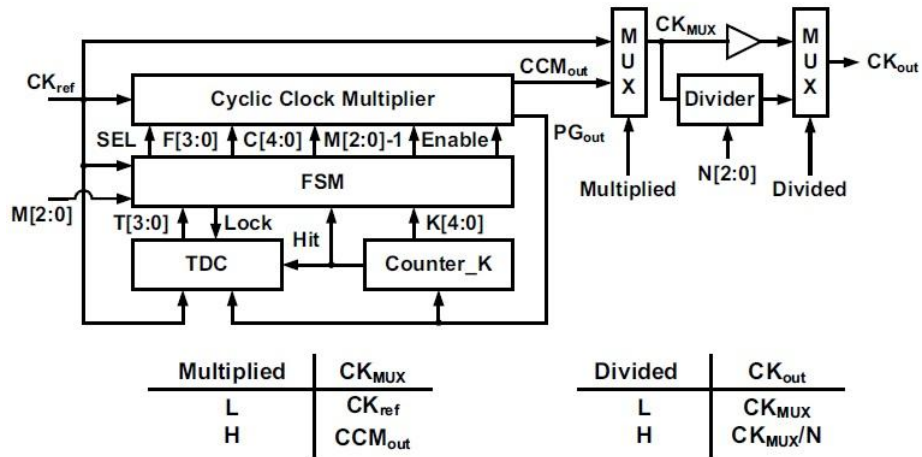 CK_MUX
CK_ref
CCM_out
MUX
MUX
CK_out
Cyclic Clock Multiplier
Divider
SEL F[3:0] C[4:0] M[2:0]-1 Enable
PG_out
FSM
Multiplied
N[2:0]
Divided
M[2:0]
T[3:0] Lock Hit K[4:0]
TDC
Counter_K
Multiplied CK_MUX
L CK_ref
H CCM_out
Divided CK_out
L CK_MUX
H CK_MUX/N